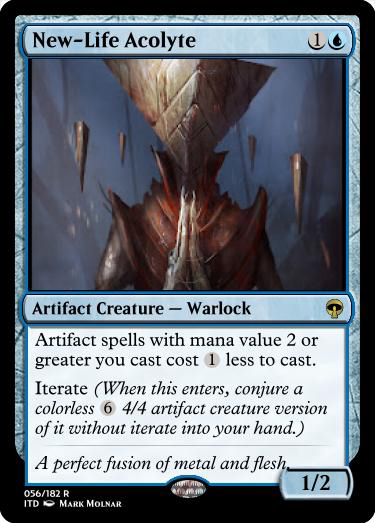 New-Life Acolyte 1
Artifact Creature — Warlock
Artifact spells with mana value 2 or
greater you cast cost 1 less to cast.
Iterate (When this enters, conjure a
colorless 6 4/4 artifact creature version
of it without iterate into your hand.)
A perfect fusion of metal and flesh.
1/2
056/182 R
ITD MARK MOLNAR